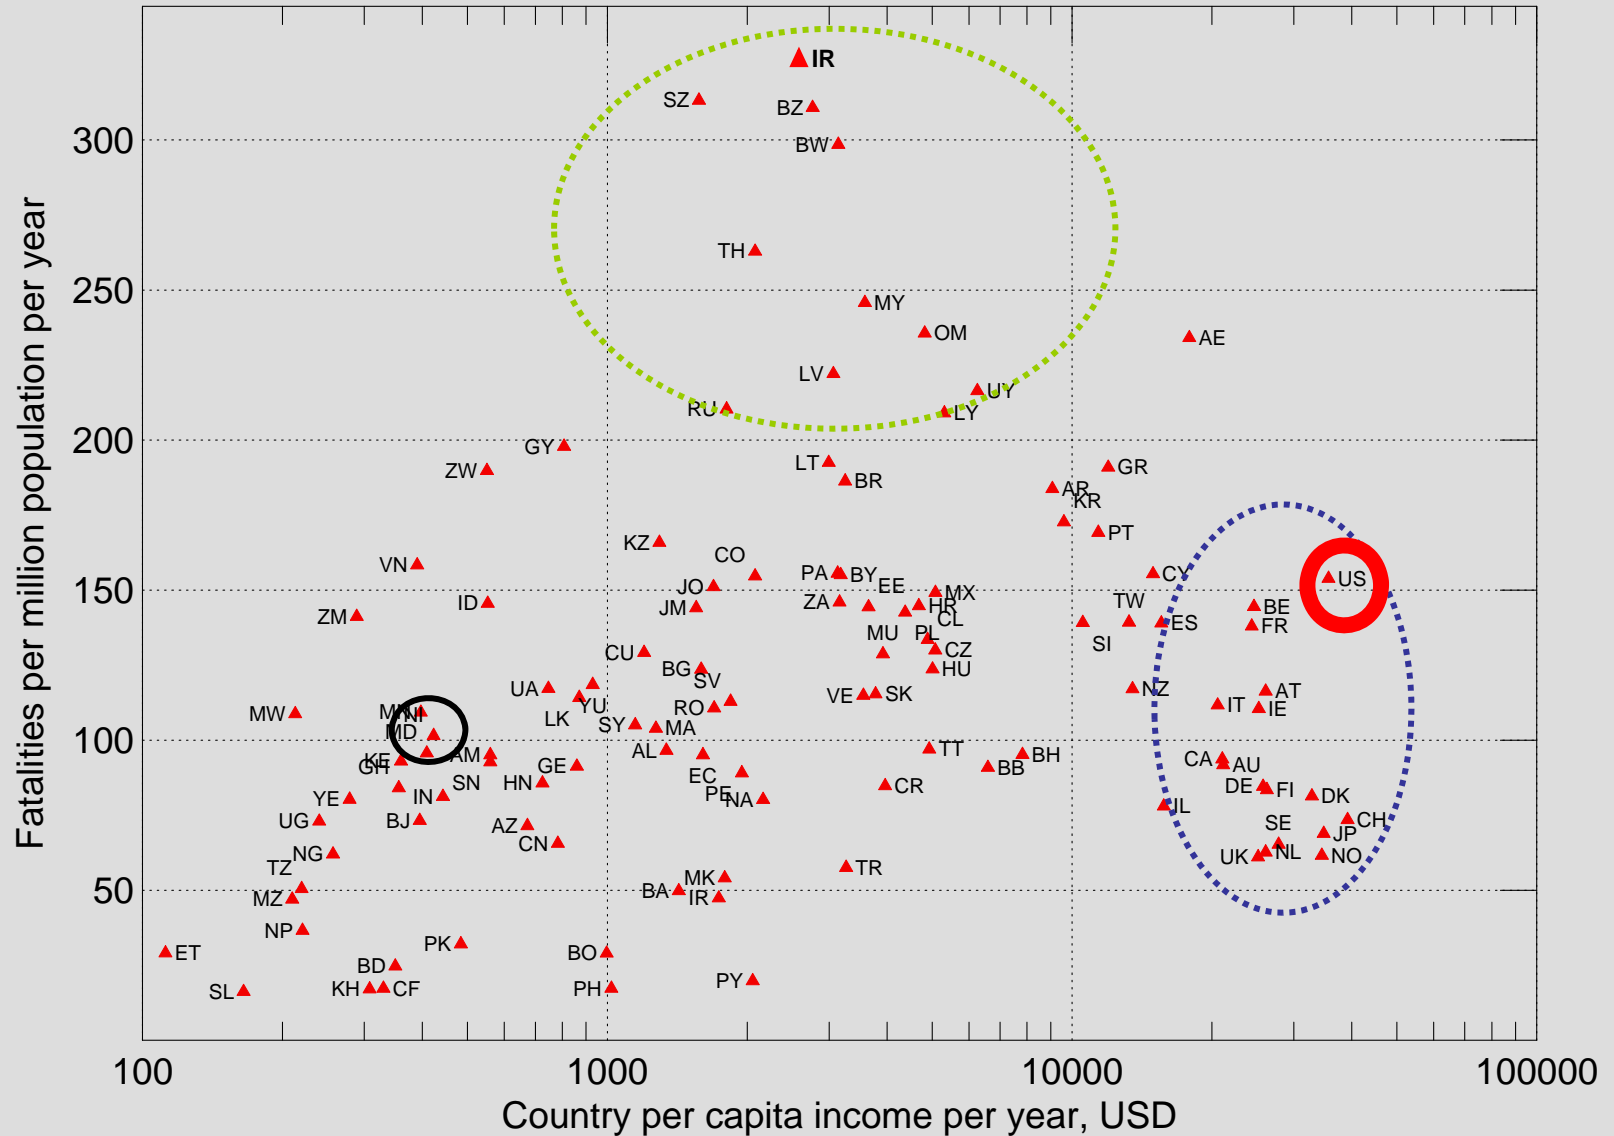 IR
SZ
BZ
300
BW
TH
250
MY
OM
AE
LV
UY
RU
LY
200
GY
LT
GR
ZW
BR
AR
KR
PT
KZ
CO
VN
PA
BY
CY
US
JO
EE
150
MX
ID
JM
ZA
HR
TW
BE
ZM
CL
ES
FR
MU
PL
SI
CU
CZ
BG
HU
SV
UA
VE
SK
NZ
AT
YU
MW
MN
NI
LK
RO
IT
IE
SY
MA
MD
100
KE
AM
AL
TT
BH
GH
GE
EC
BB
CA
AU
SN
HN
PE
NA
CR
DE
FI
YE
IN
DK
IL
UG
BJ
AZ
SE
CH
JP
CN
NG
UK
NL
NO
TZ
TR
MK
50
MZ
BA
IR
NP
PK
ET
BO
BD
PY
SL
KH
CF
PH
100
1000
10000
100000
Country per capita income per year, USD
Fatalities per million population per year